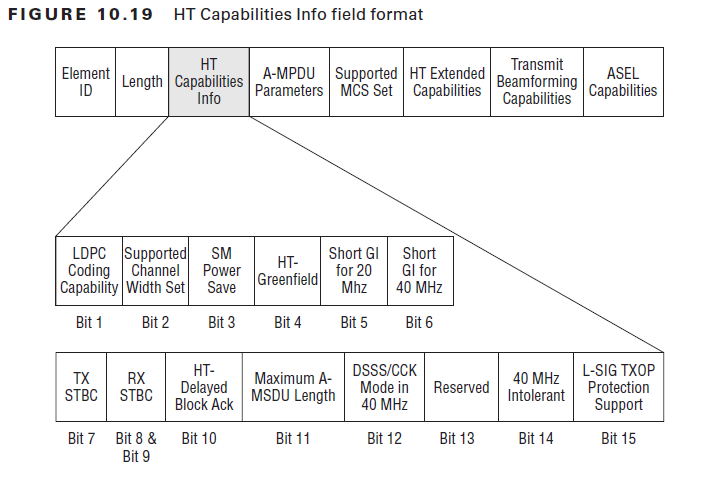 FIGURE 10.19 HT Capabilities Info field format
Element
ID
Length
HT
Capabilities
Info
A-MPDU
Parameters
Supported
MCS Set
HT Extended
Capabilities
Transmit
Beamforming
Capabilities
ASEL
Capabilities
LDPC
Coding
Capability
Supported
Channel
Width Set
SM
Power
Save
HT-
Greenfield
Short GI
for 20
Mhz
Short
GI for
40 MHz
Bit 1
Bit 2
Bit 3
Bit 4
Bit 5
Bit 6
TX
STBC
RX
STBC
HT-
Delayed
Block Ack
Maximum A-
MSDU Length
DSSS/CCK
Mode in
40 MHz
Reserved
40 MHz
Intolerant
L-SIG TXOP
Protection
Support
Bit 7
Bit 8 &
Bit 9
Bit 10
Bit 11
Bit 12
Bit 13
Bit 14
Bit 15